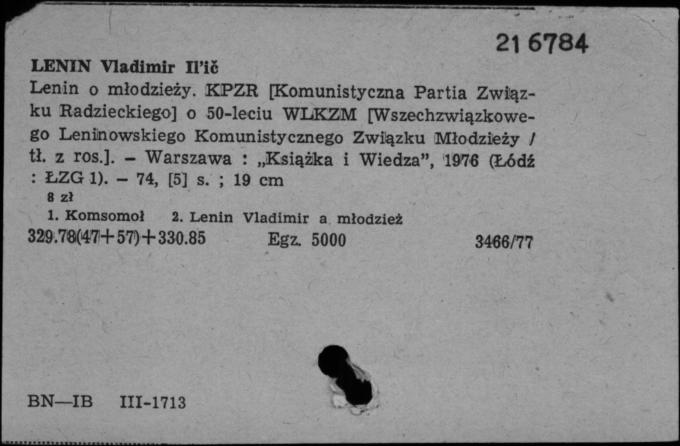 21 6784
LENIN Vladimir Il’ič
Lenin o młodzieży. KPZR [Komunistyczna Partia Związ-
ku Radzieckiego] o 50-leciu WLKZM [Wszechzwiązkowe-
go Leninowskiego Komunistycznego Związku Młodzieży /
tł. z ros.]. — Warszawa : „Książka i Wiedza”, 1976 (Łódź
: ŁZG 1). — 74, [5] s. ; 19 cm
8 zł
1. Komsomoł 2. Lenin Vladimir a młodzież
329.78(47+57)+330.85 Egz. 5000 3466/77
BN—IB III-1713